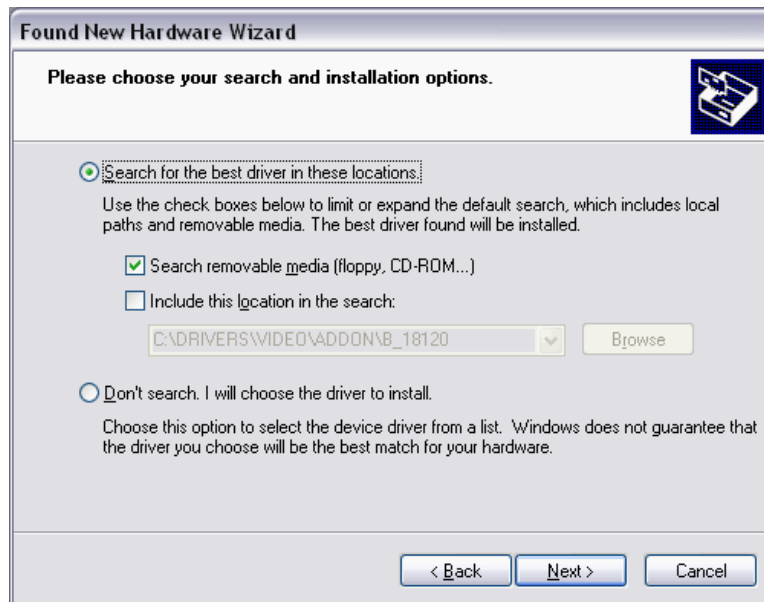 Found New Hardware Wizard
Please choose your search and installation options.
Search for the best driver in these locations.
Use the check boxes below to limit or expand the default search, which includes local
paths and removable media. The best driver found will be installed.
Search removable media (floppy, CD-ROM...)
Include this location in the search:
C:\DRIVERS\VIDEO\ADDON\B_18120
Browse
Don't search. I will choose the driver to install.
Choose this option to select the device driver from a list. Windows does not guarantee that
the driver you choose will be the best match for your hardware.
< Back Next > Cancel